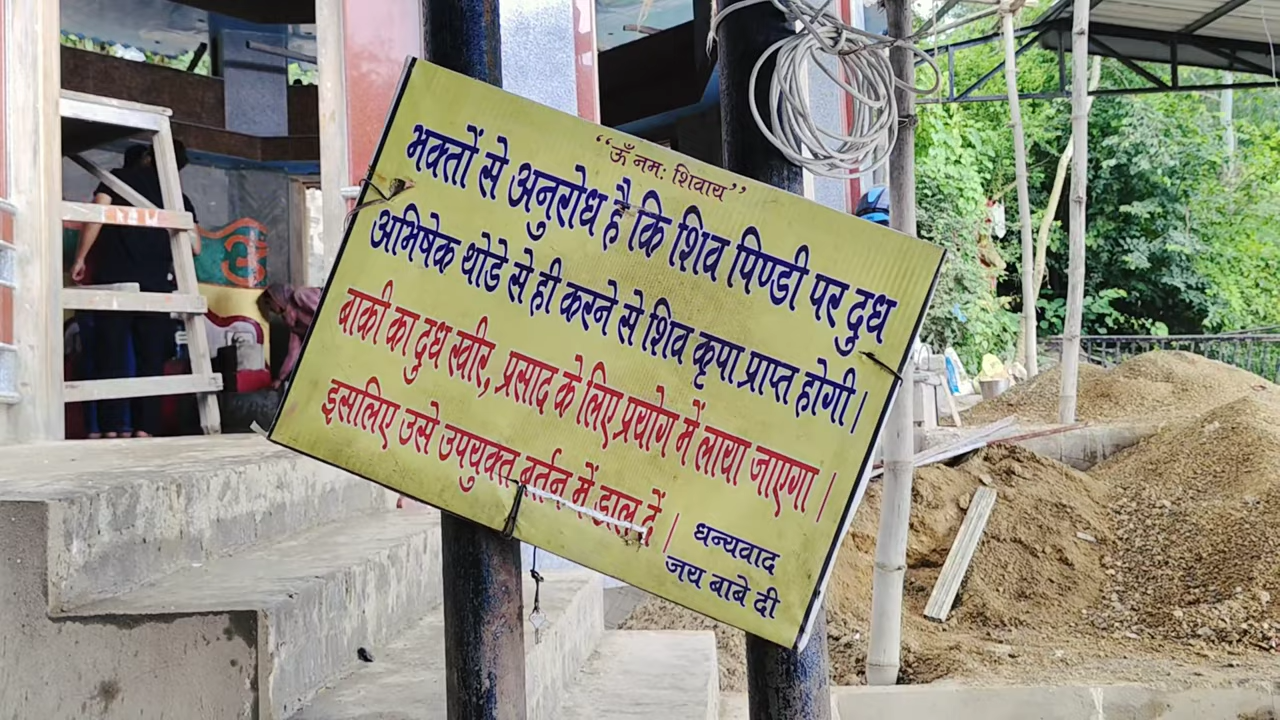 “ॐ नम: शिवाय”
भक्तों से अनुरोध है कि शिव पिण्डी पर दुध
अभिषेक थोडे से ही करने से शिव कृपा प्राप्त होगी।
बाकी का दुध खीर, प्रसाद के लिए प्रयोग में लाया जाएगा।
इसलिए उसे उपयुक्त बर्तन में डाल दें।
धन्यवाद
जय बाबे दी
ॐ